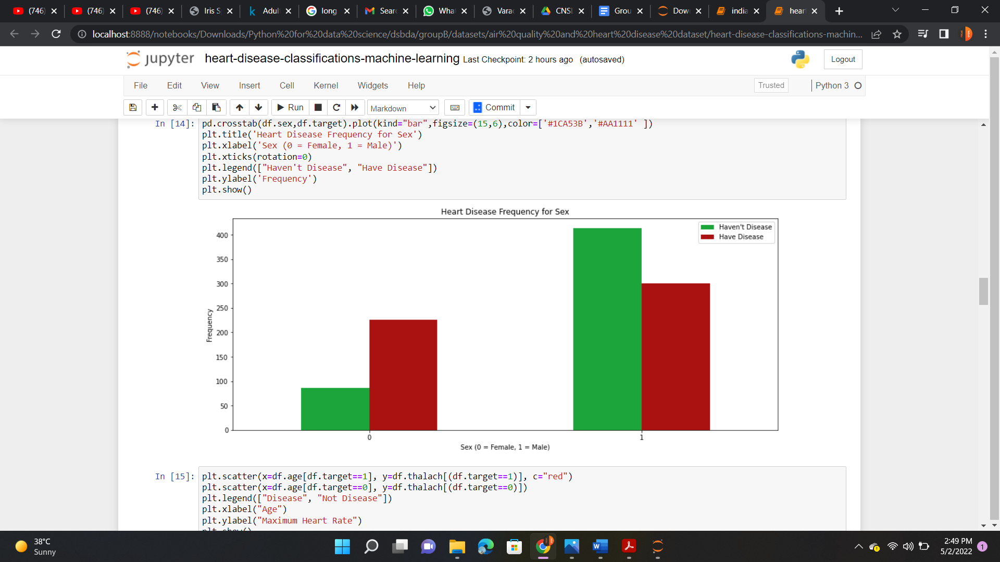 (746)
(746)
(746)
Iris S
Adul
long
Sear
What
Varad
CNSL
Grou
Dow
india
hear
localhost:8888/notebooks/Downloads/Python%20for%20data%20science/dsbda/groupB/datasets/air%20quality%20and%20heart%20disease%20dataset/heart-disease-classifications-machin...
jupyter heart-disease-classifications-machine-learning Last Checkpoint: 2 hours ago (autosaved)
Logout
File Edit View Insert Cell Kernel Widgets Help
Trusted
Python 3
Run
Markdown
Commit
In [14]: pd.crosstab(df.sex,df.target).plot(kind="bar",figsize=(15,6),color=['#1CA53B','#AA1111' ])
plt.title('Heart Disease Frequency for Sex')
plt.xlabel('Sex (0 = Female, 1 = Male)')
plt.xticks(rotation=0)
plt.legend(["Haven't Disease", "Have Disease"])
plt.ylabel('Frequency')
plt.show()
Heart Disease Frequency for Sex
Haven't Disease
Have Disease
400
350
300
250
200
150
100
50
0
Frequency
0
1
Sex (0 = Female, 1 = Male)
In [15]: plt.scatter(x=df.age[df.target==1], y=df.thalach[(df.target==1)], c="red")
plt.scatter(x=df.age[df.target==0], y=df.thalach[(df.target==0)])
plt.legend(["Disease", "Not Disease"])
plt.xlabel("Age")
plt.ylabel("Maximum Heart Rate")
plt.show()
38°C
Sunny
2:49 PM
5/2/2022
1